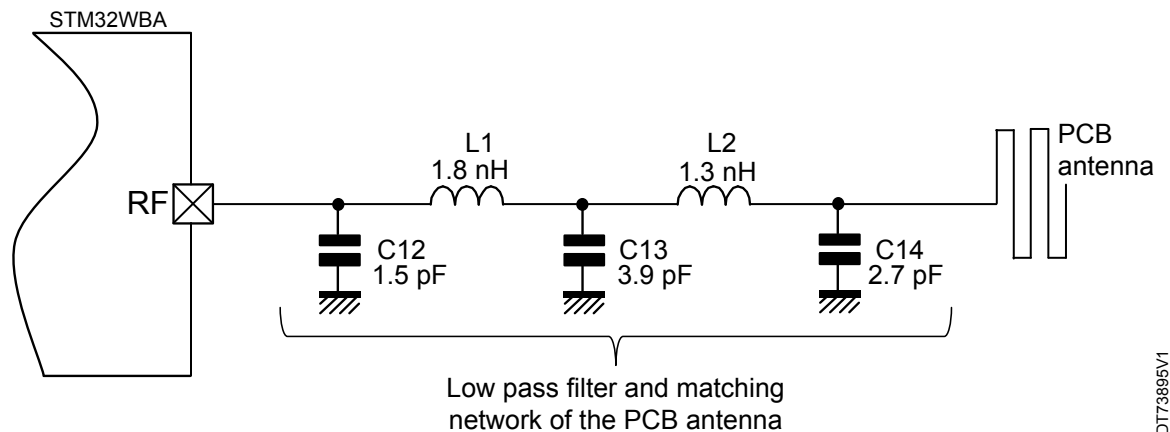 STM32WBA
RF
L1
1.8 nH
L2
1.3 nH
PCB
antenna
C12
1.5 pF
C13
3.9 pF
C14
2.7 pF
Low pass filter and matching
network of the PCB antenna
DT73895V1